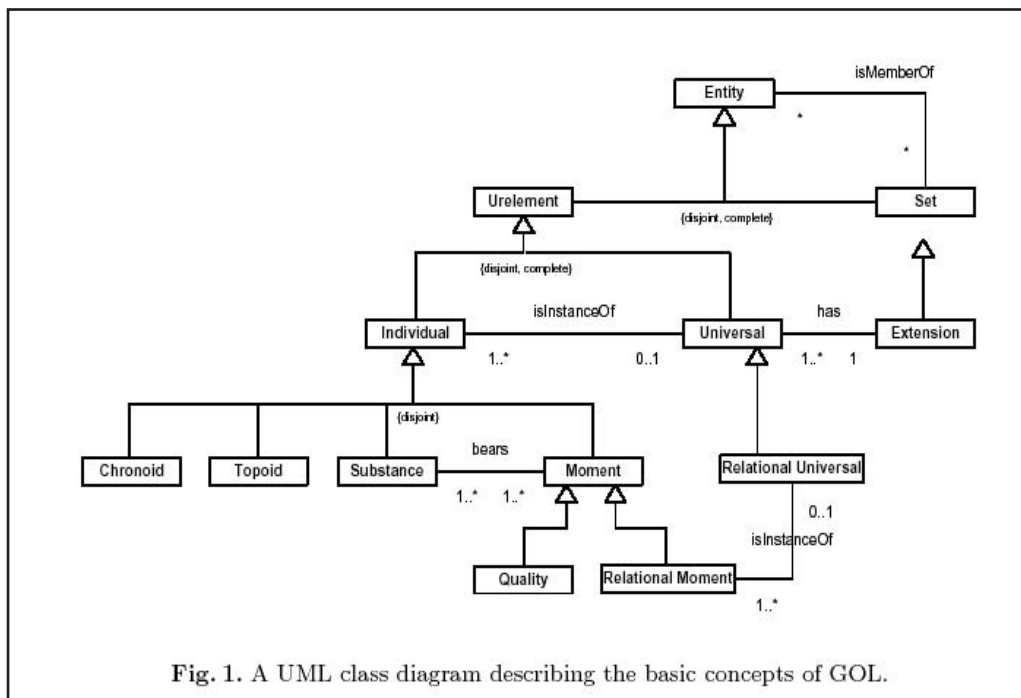 isMemberOf
Entity
*
*
Urelement
Set
{disjoint, complete}
{disjoint, complete}
isInstanceOf
has
Individual
Universal
Extension
1..*
0..1
1..*
1
{disjoint}
bears
Chronoid
Topoid
Substance
Moment
Relational Universal
1..*
1..*
0..1
isInstanceOf
Quality
Relational Moment
1..*
Fig. 1. A UML class diagram describing the basic concepts of GOL.